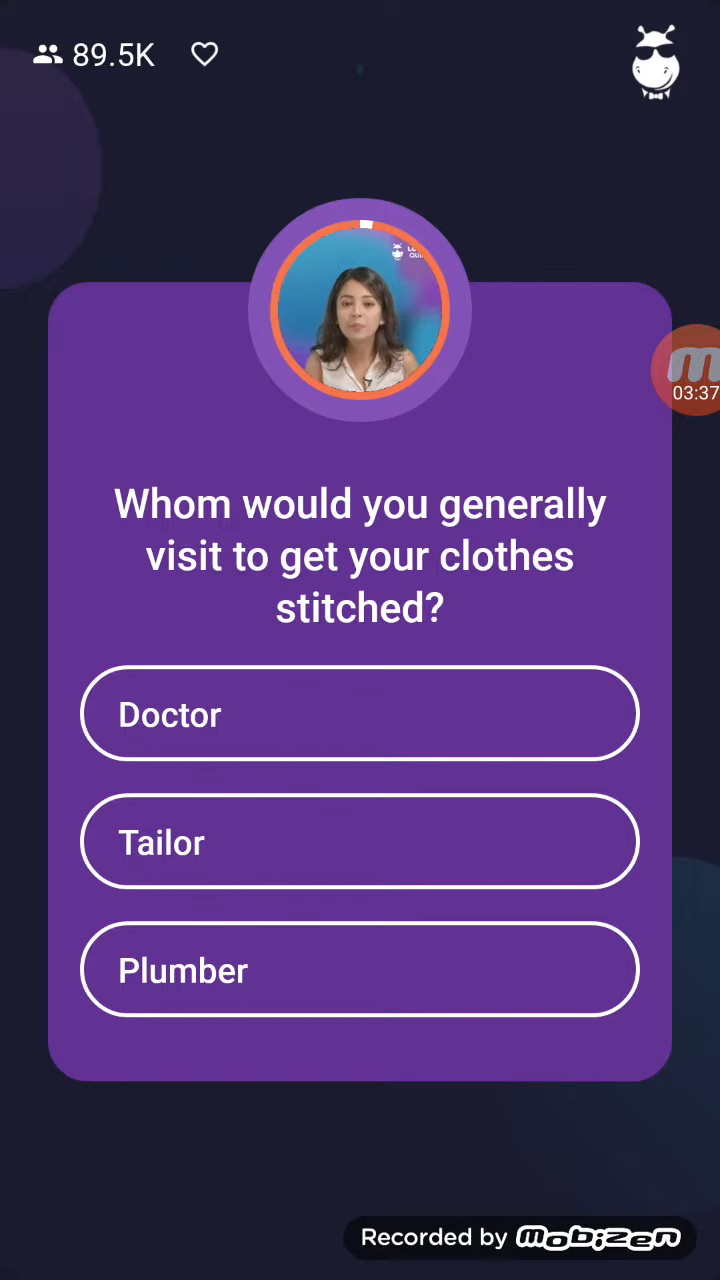 89.5K
03:37
Whom would you generally
visit to get your clothes
stitched?
Doctor
Tailor
Plumber
Recorded by mobizen